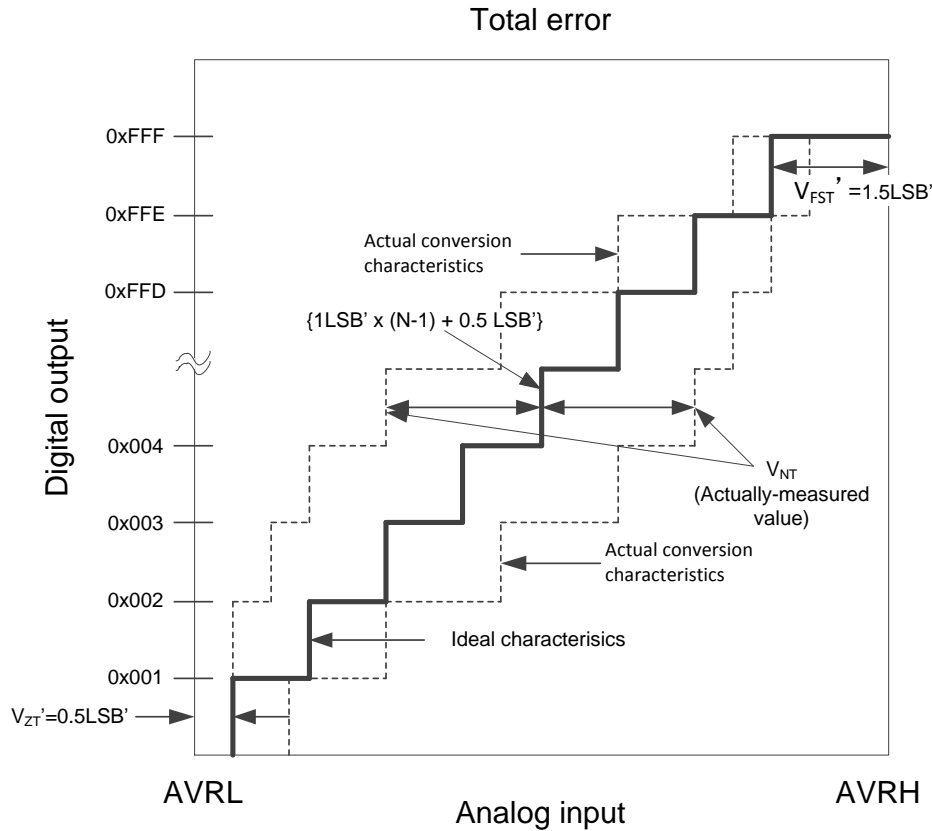 Total error
0xFFF
V_FST' =1.5LSB'
0xFFE
Actual conversion
characteristics
0xFFD
{1LSB' x (N-1) + 0.5 LSB'}
Digital output
0x004
V_NT
(Actually-measured
value)
0x003
Actual conversion
characteristics
0x002
Ideal characterisics
0x001
V_ZT'=0.5LSB'
AVRL
AVRH
Analog input